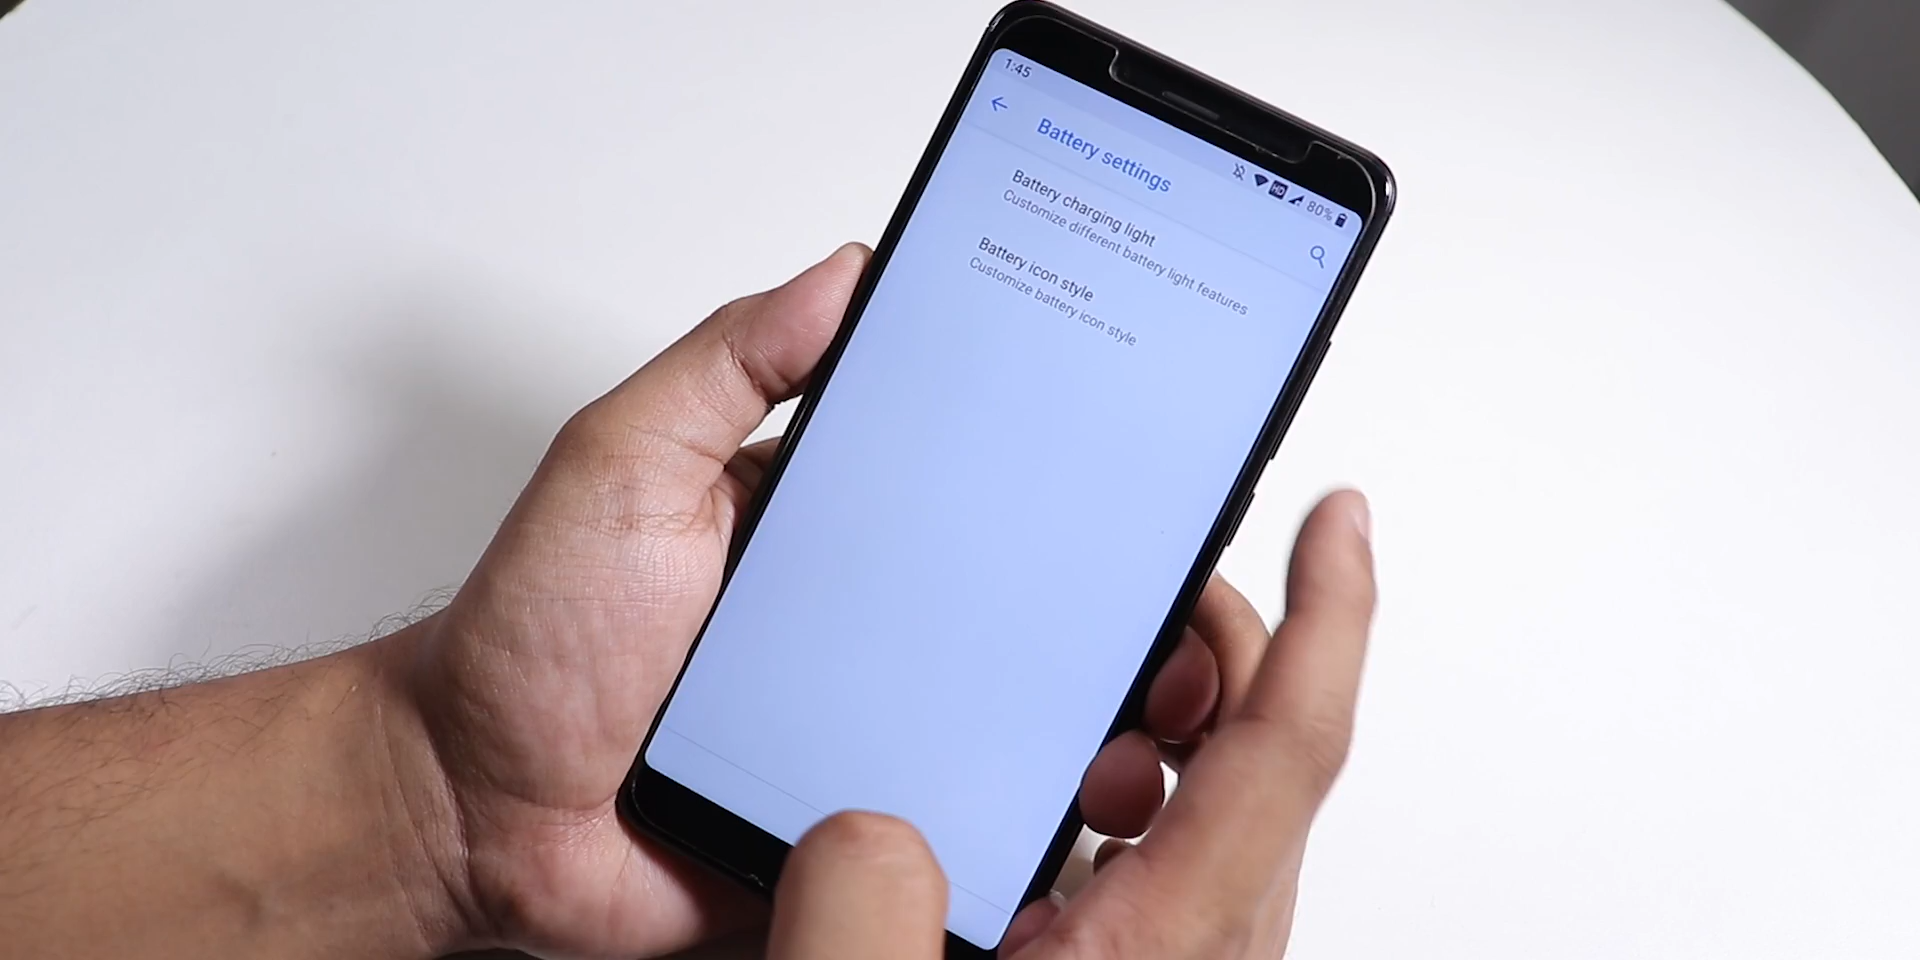 1:45
HD 80%
Battery settings
Battery charging light
Customize different battery light features
Battery icon style
Customize battery icon style